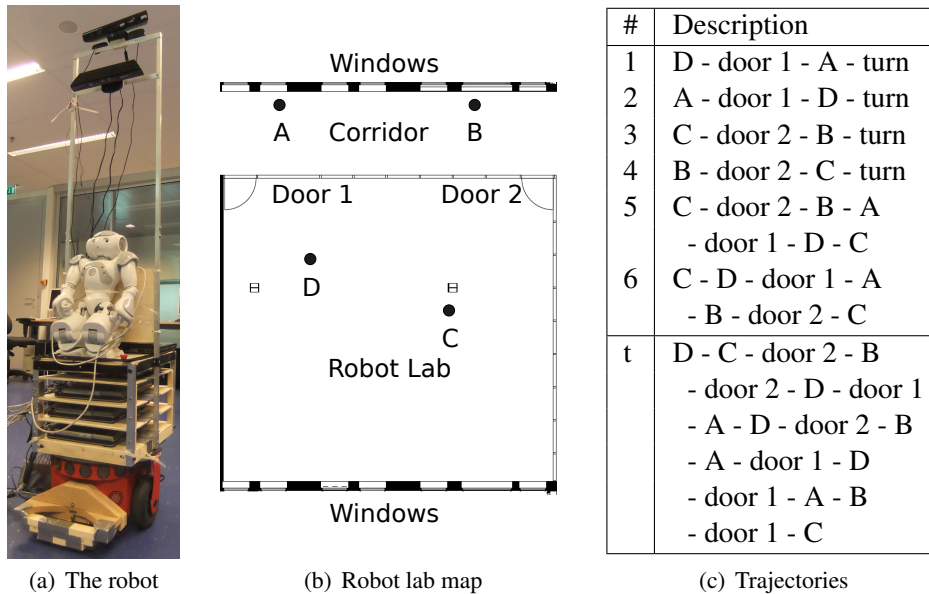 Windows
A
Corridor
B
Door 1
Door 2
D
C
Robot Lab
Windows
# Description
1 D - door 1 - A - turn
2 A - door 1 - D - turn
3 C - door 2 - B - turn
4 B - door 2 - C - turn
5 C - door 2 - B - A
- door 1 - D - C
6 C - D - door 1 - A
- B - door 2 - C
t D - C - door 2 - B
- door 2 - D - door 1
- A - D - door 2 - B
- A - door 1 - D
- door 1 - A - B
- door 1 - C
(a) The robot
(b) Robot lab map
(c) Trajectories